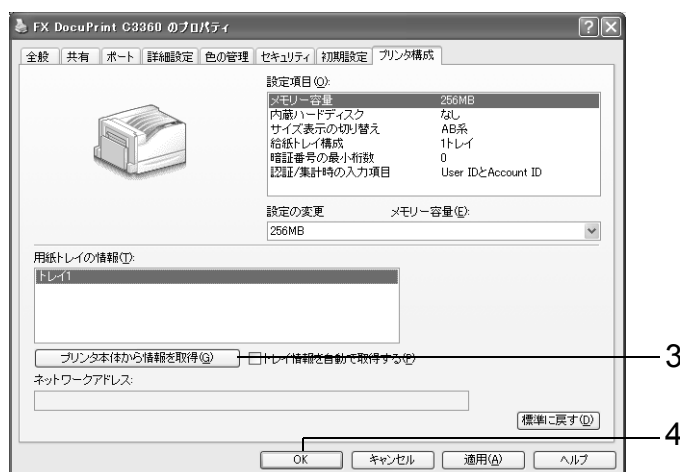 FX DocuPrint C3360 のプロパティ
全般 共有 ポート 詳細設定 色の管理 セキュリティ 初期設定 プリンタ構成
設定項目(O):
メモリー容量 256MB
内蔵ハードディスク なし
サイズ表示の切り替え AB系
給紙トレイ構成 1トレイ
暗証番号の最小桁数 0
認証/集計時の入力項目 User IDとAccount ID
設定の変更 メモリー容量(E):
256MB
用紙トレイの情報(T):
トレイ1
プリンタ本体から情報を取得(G) トレイ情報を自動で取得する(P) 3
ネットワークアドレス:
標準に戻す(D)
4
OK キャンセル 適用(A) ヘルプ